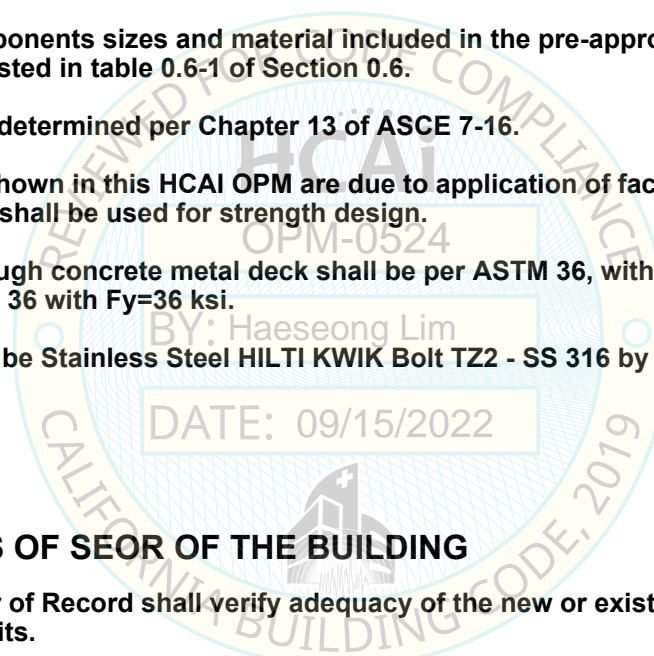 ponents sizes and material included in the pre-appro
sted in table 0.6-1 of Section 0.6.
determined per Chapter 13 of ASCE 7-16.
hown in this HCAI OPM are due to application of fac
shall be used for strength design.
ugh concrete metal deck shall be per ASTM 36, with
36 with Fy=36 ksi.
be Stainless Steel HILTI KWIK Bolt TZ2 - SS 316 by
S OF SEOR OF THE BUILDING
r of Record shall verify adequacy of the new or exist
its.
REVIEWED FOR CODE COMPLIANCE
HCAi
OPM-0524
BY: Haeseong Lim
DATE: 09/15/2022
CALIFORNIA BUILDING CODE, 2019